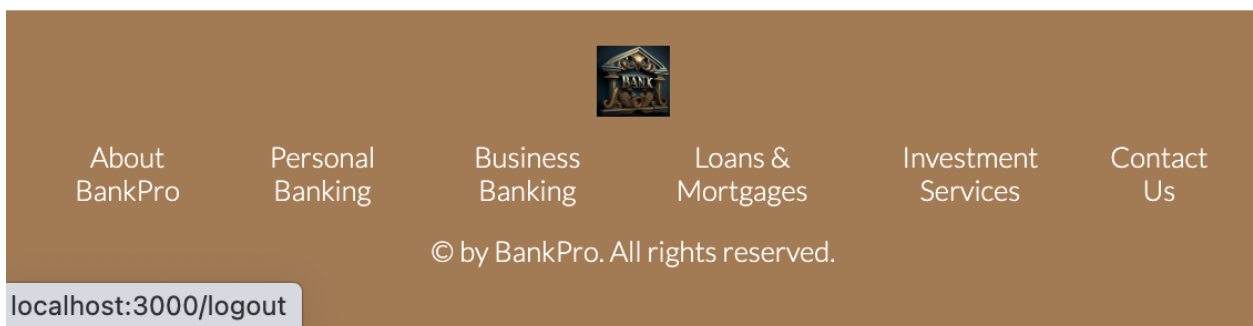 BANK
About
BankPro
Personal
Banking
Business
Banking
Loans &
Mortgages
Investment
Services
Contact
Us
© by BankPro. All rights reserved.
localhost:3000/logout